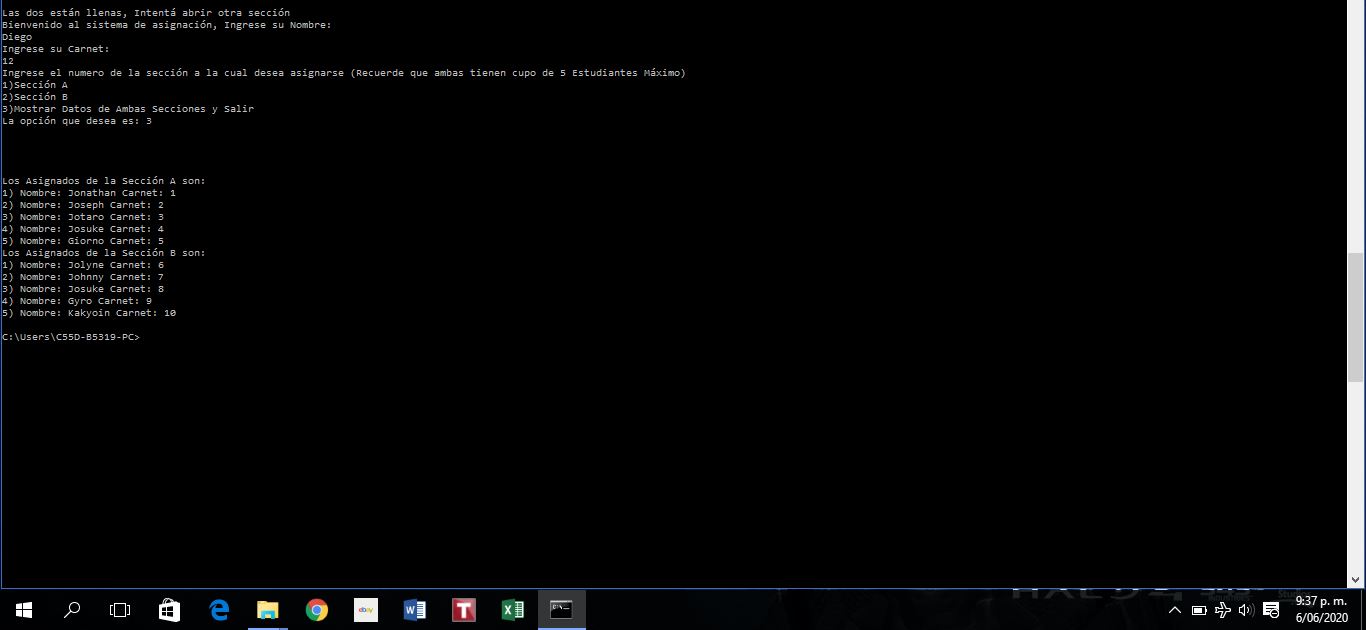 Las dos están llenas, Intentá abrir otra sección
Bienvenido al sistema de asignación, Ingrese su Nombre:
Diego
Ingrese su Carnet:
12
Ingrese el numero de la sección a la cual desea asignarse (Recuerde que ambas tienen cupo de 5 Estudiantes Máximo)
1)Sección A
2)Sección B
3)Mostrar Datos de Ambas Secciones y Salir
La opción que desea es: 3
Los Asignados de la Sección A son:
1) Nombre: Jonathan Carnet: 1
2) Nombre: Joseph Carnet: 2
3) Nombre: Jotaro Carnet: 3
4) Nombre: Josuke Carnet: 4
5) Nombre: Giorno Carnet: 5
Los Asignados de la Sección B son:
1) Nombre: Jolyne Carnet: 6
2) Nombre: Johnny Carnet: 7
3) Nombre: Josuke Carnet: 8
4) Nombre: Gyro Carnet: 9
5) Nombre: Kakyoin Carnet: 10
C:\Users\C55D-B5319-PC>
ebay
9:37 p. m.
6/06/2020